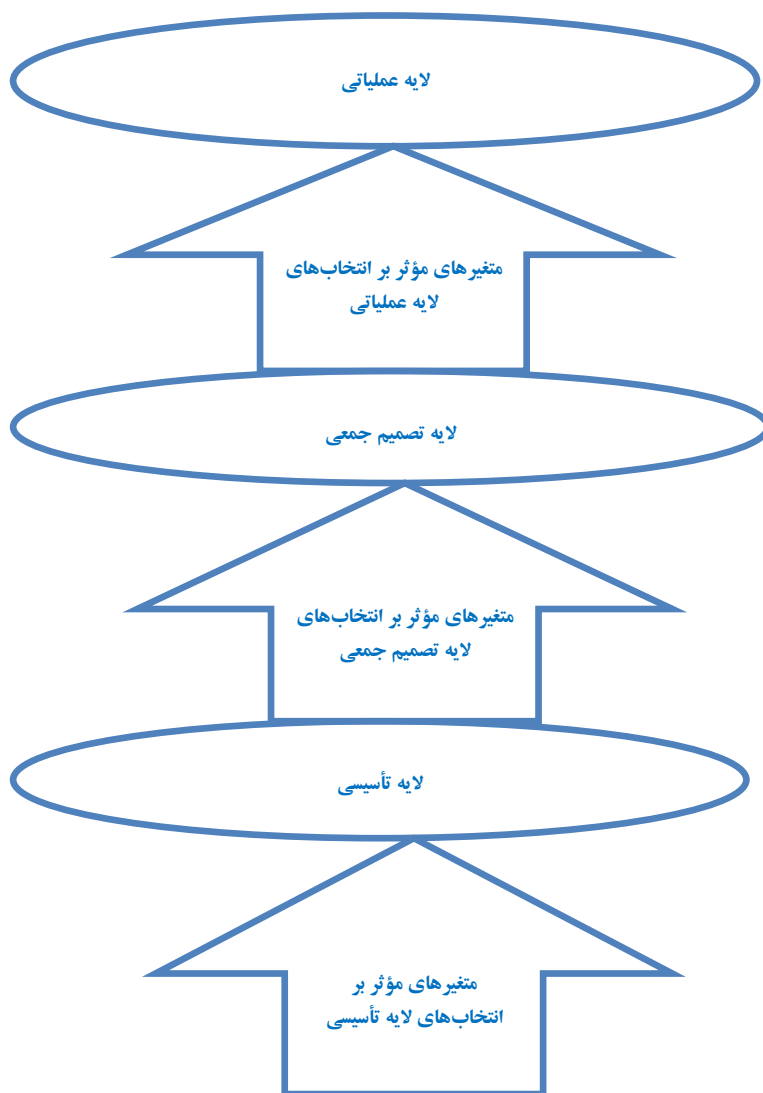 لایه عملیاتی
متغیرهای مؤثر بر انتخاب‌های
لایه عملیاتی
لایه تصمیم جمعی
متغیرهای مؤثر بر انتخاب‌های
لایه تصمیم جمعی
لایه تأسیسی
متغیرهای مؤثر بر
انتخاب‌های لایه تأسیسی